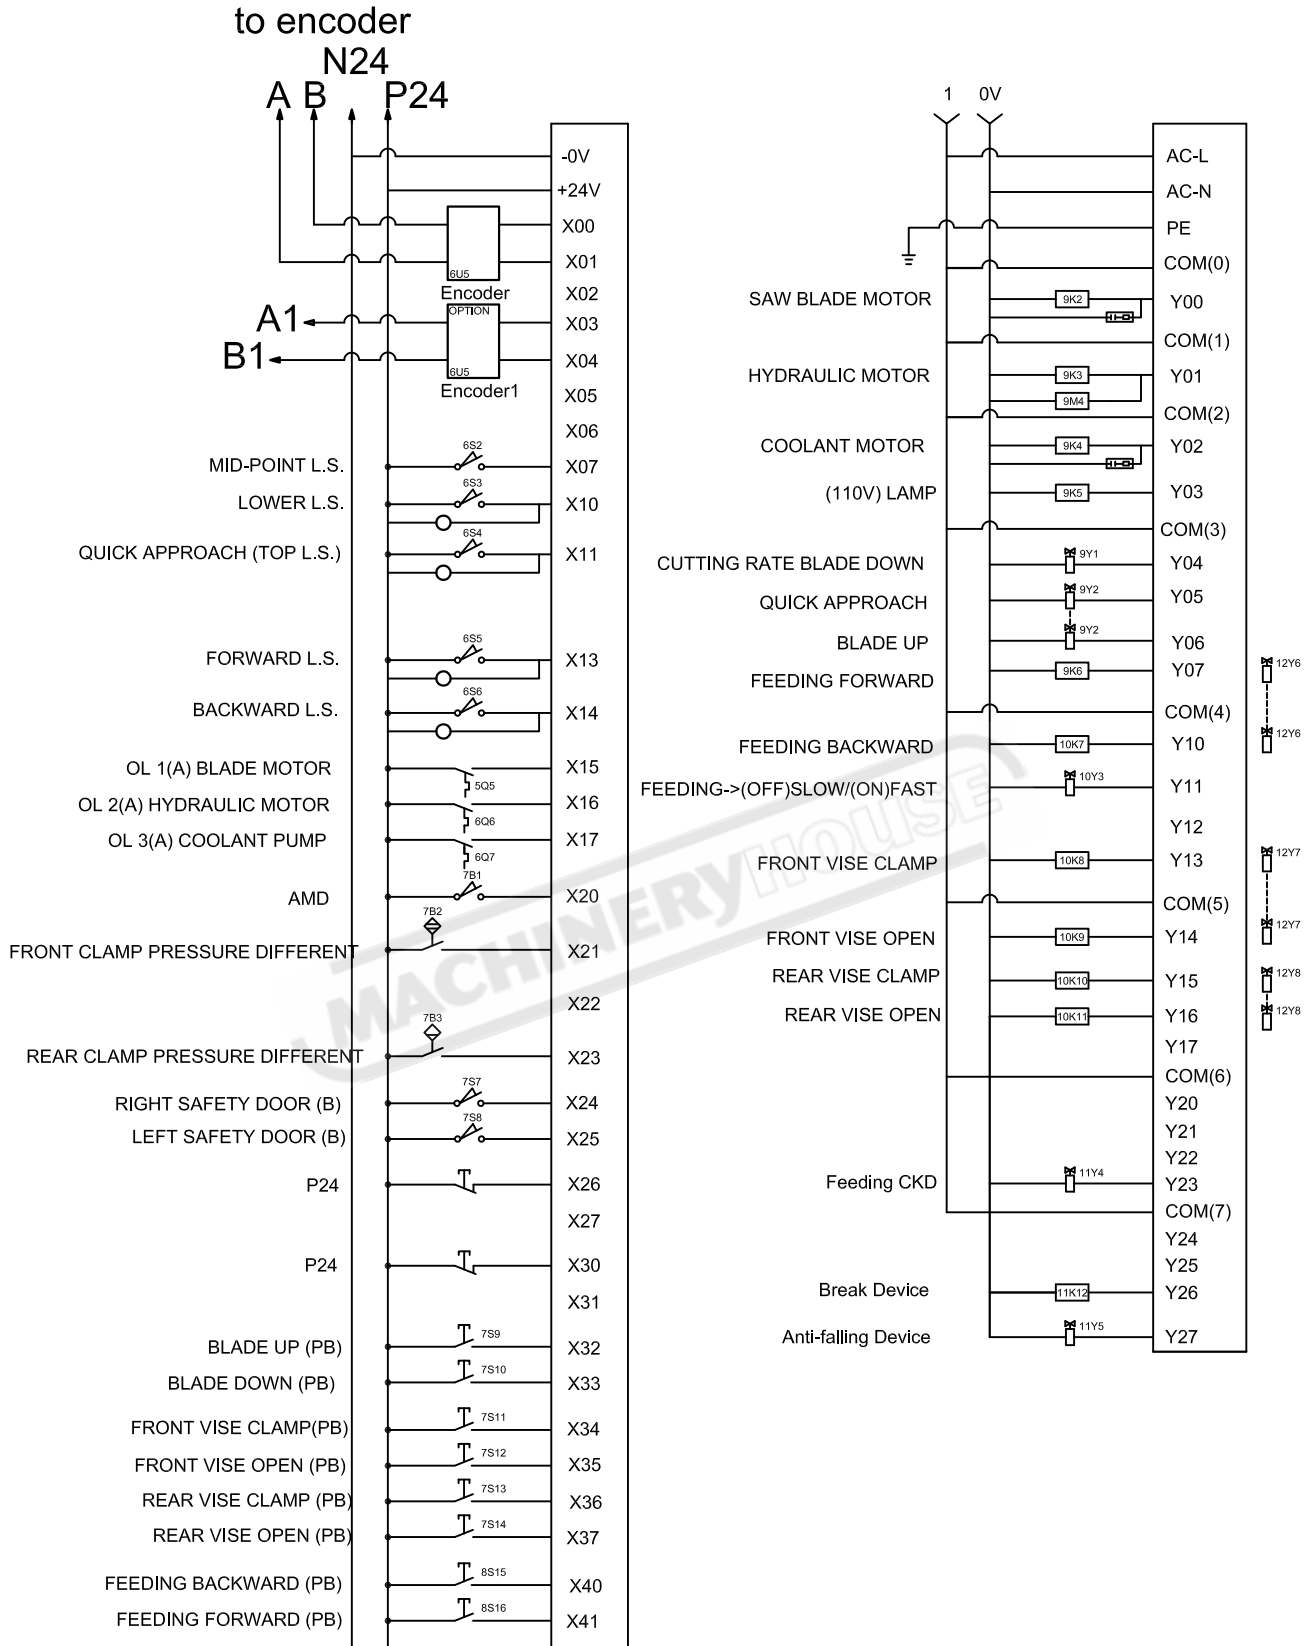 to encoder
N24
A B P24
-0V
+24V
X00
X01
6U5
Encoder
X02
OPTION
A1 X03
B1 X04
6U5
Encoder1
X05
X06
6S2
MID-POINT L.S. X07
6S3
LOWER L.S. X10
6S4
QUICK APPROACH (TOP L.S.) X11
6S5
FORWARD L.S. X13
6S6
BACKWARD L.S. X14
OL 1(A) BLADE MOTOR X15
5Q5
OL 2(A) HYDRAULIC MOTOR X16
6Q6
OL 3(A) COOLANT PUMP X17
6Q7
7B1
AMD X20
7B2
FRONT CLAMP PRESSURE DIFFERENT X21
X22
7B3
REAR CLAMP PRESSURE DIFFERENT X23
7S7
RIGHT SAFETY DOOR (B) X24
7S8
LEFT SAFETY DOOR (B) X25
P24 X26
X27
P24 X30
X31
7S9
BLADE UP (PB) X32
7S10
BLADE DOWN (PB) X33
7S11
FRONT VISE CLAMP(PB) X34
7S12
FRONT VISE OPEN (PB) X35
7S13
REAR VISE CLAMP (PB) X36
7S14
REAR VISE OPEN (PB) X37
8S15
FEEDING BACKWARD (PB) X40
8S16
FEEDING FORWARD (PB) X41
1 0V
AC-L
AC-N
PE
COM(0)
SAW BLADE MOTOR 9K2 Y00
COM(1)
HYDRAULIC MOTOR 9K3 Y01
9M4
COM(2)
COOLANT MOTOR 9K4 Y02
(110V) LAMP 9K5 Y03
COM(3)
9Y1
CUTTING RATE BLADE DOWN Y04
9Y2
QUICK APPROACH Y05
9Y2
BLADE UP Y06
FEEDING FORWARD 9K6 Y07 12Y6
COM(4)
FEEDING BACKWARD 10K7 Y10 12Y6
FEEDING->(OFF)SLOW/(ON)FAST 10Y3 Y11
Y12
FRONT VISE CLAMP 10K8 Y13 12Y7
COM(5)
FRONT VISE OPEN 10K9 Y14 12Y7
REAR VISE CLAMP 10K10 Y15 12Y8
REAR VISE OPEN 10K11 Y16 12Y8
Y17
COM(6)
Y20
Y21
Y22
Feeding CKD 11Y4 Y23
COM(7)
Y24
Y25
Break Device 11K12 Y26
Anti-falling Device 11Y5 Y27
MACHINERYHOUSE